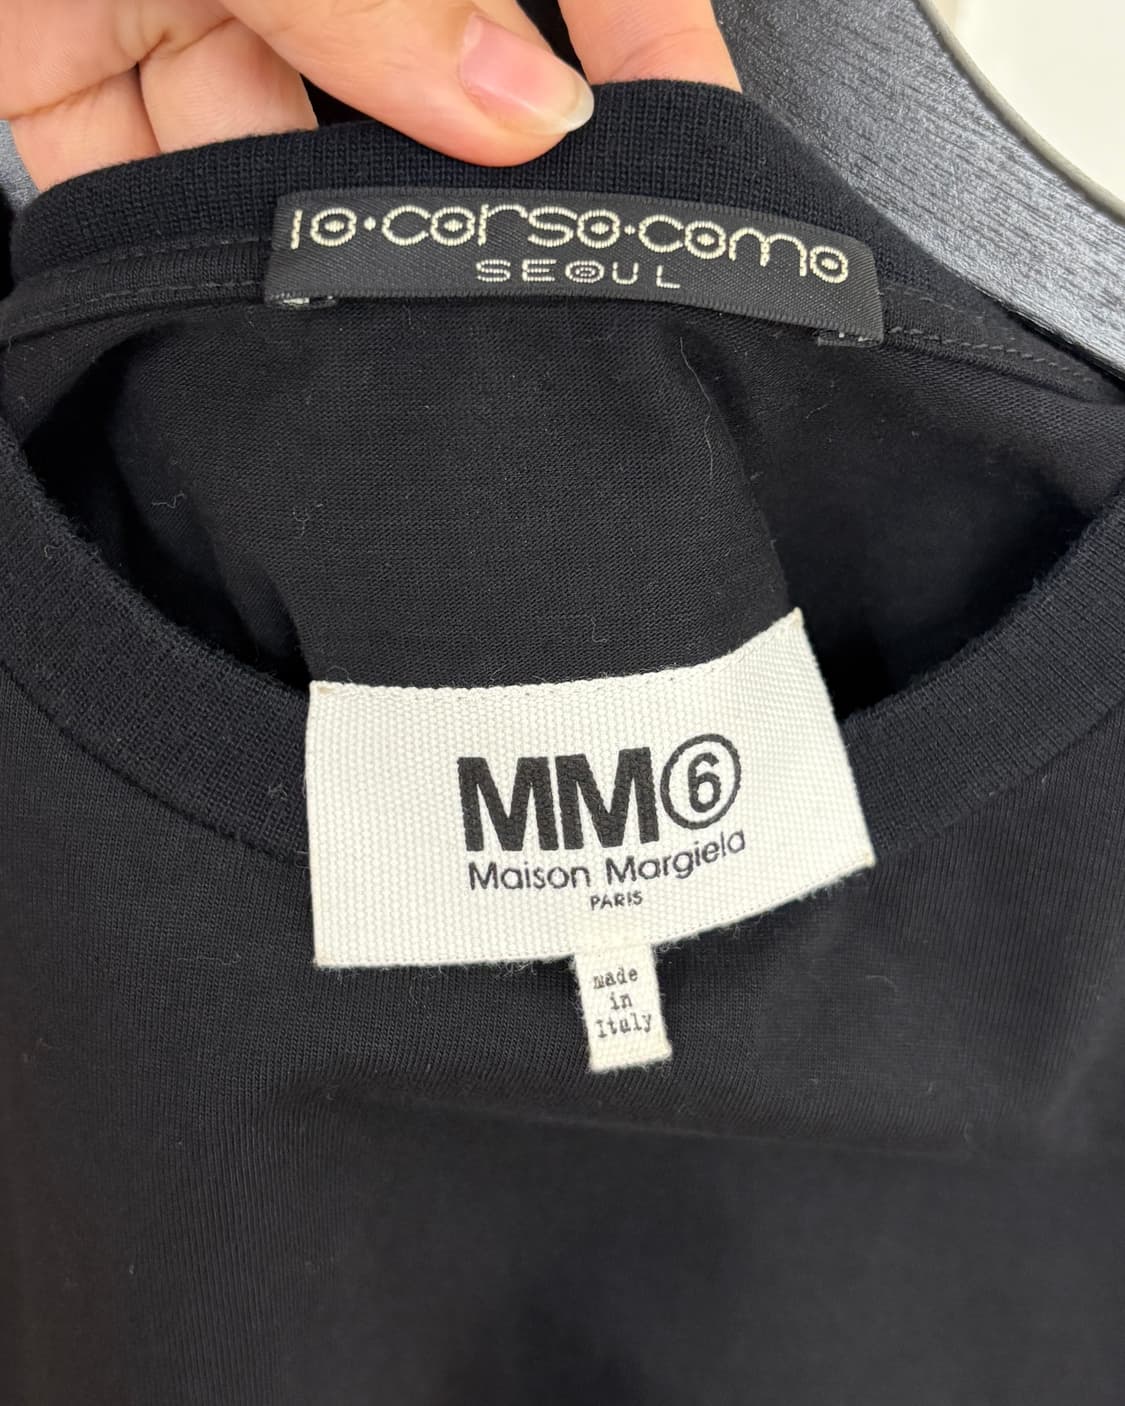 10·corso·como
SEOUL
MM⑥
Maison Margiela
PARIS
made
in
Italy